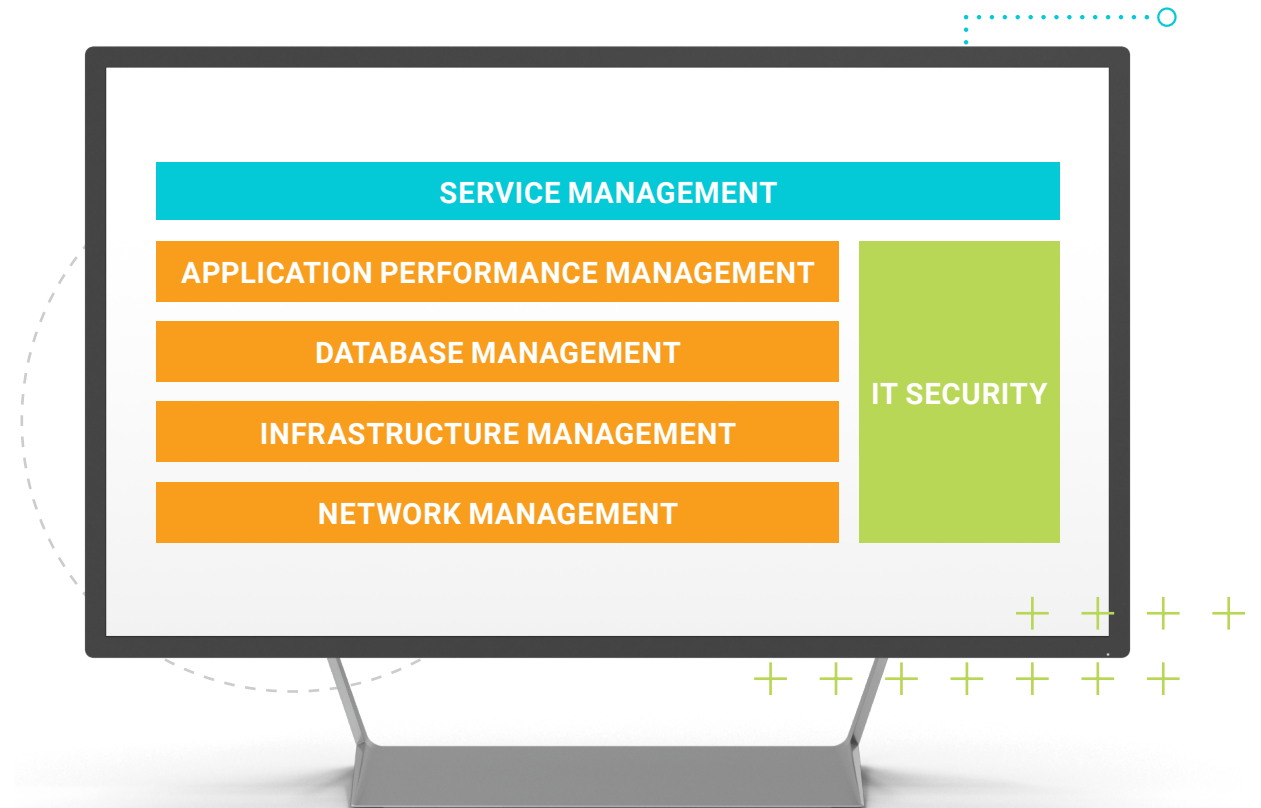 SERVICE MANAGEMENT
APPLICATION PERFORMANCE MANAGEMENT
DATABASE MANAGEMENT
IT SECURITY
INFRASTRUCTURE MANAGEMENT
NETWORK MANAGEMENT